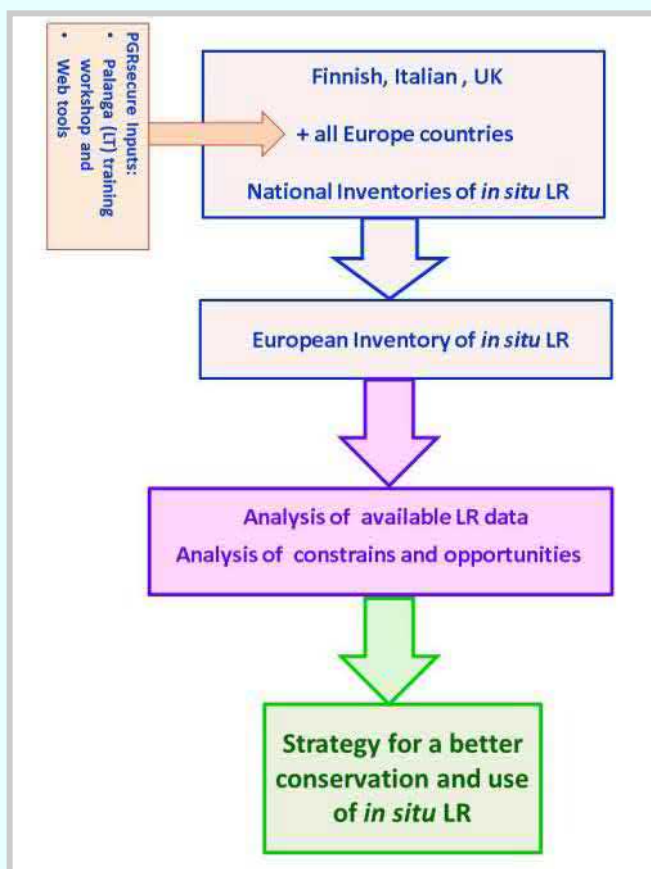 PGRsecure Inputs:
• Palanga (LT) training
workshop and
• Web tools
Finnish, Italian , UK
+ all Europe countries
National Inventories of in situ LR
European Inventory of in situ LR
Analysis of available LR data
Analysis of constrains and opportunities
Strategy for a better
conservation and use
of in situ LR